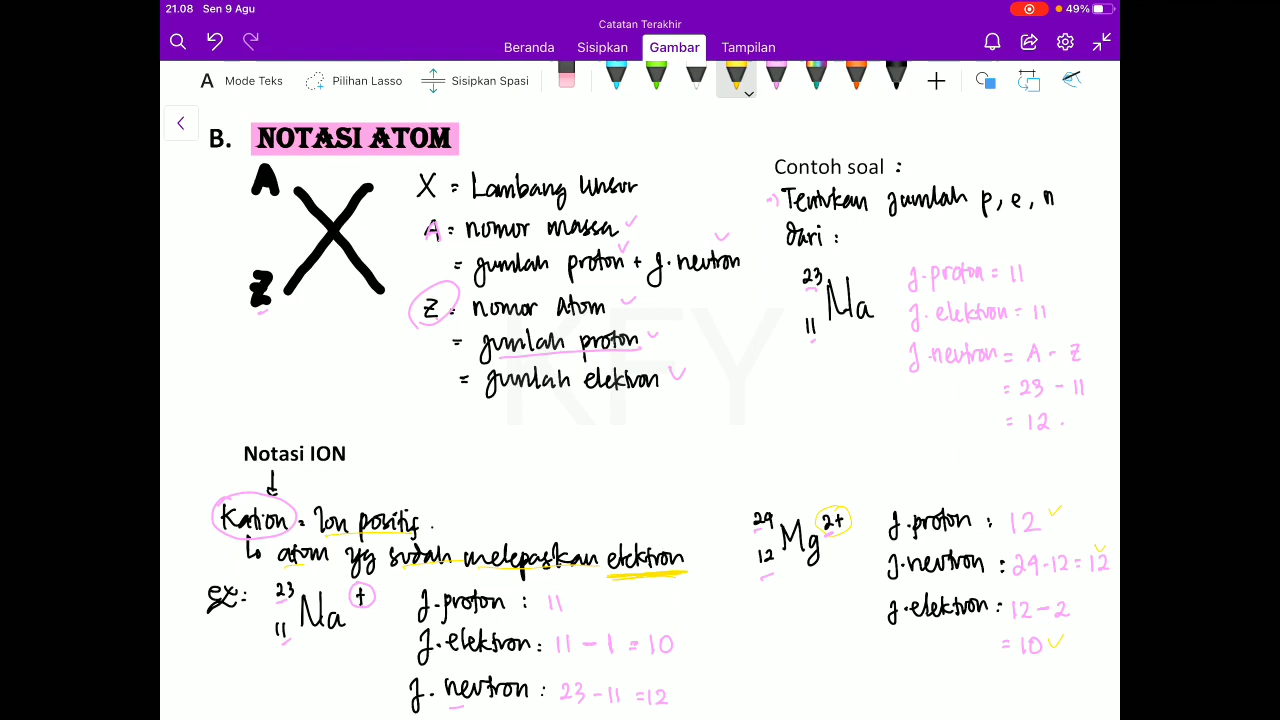 21.08 Sen 9 Agu
49%
Catatan Terakhir
Beranda Sisipkan Gambar Tampilan
A Mode Teks Pilihan Lasso Sisipkan Spasi
B. NOTASI ATOM
A
X
Z
X = Lambang Unsur
A = nomor massa
= jumlah proton + j. neutron
Z = nomor Atom
= jumlah proton
= jumlah elektron
Contoh soal :
→ Tentukan jumlah p, e, n
dari :
23
11 Na
j. proton = 11
j. elektron = 11
j. neutron = A - Z
= 23 - 11
= 12 .
KFY
Notasi ION
Kation = Ion positif.
↳ atom yg sudah melepaskan elektron
ex : 23
11 Na +
j. proton : 11
j. elektron : 11 - 1 = 10
j. neutron : 23 - 11 = 12
24 2+
12 Mg
j. proton : 12
j. neutron : 24 - 12 = 12
j. elektron : 12 - 2
= 10